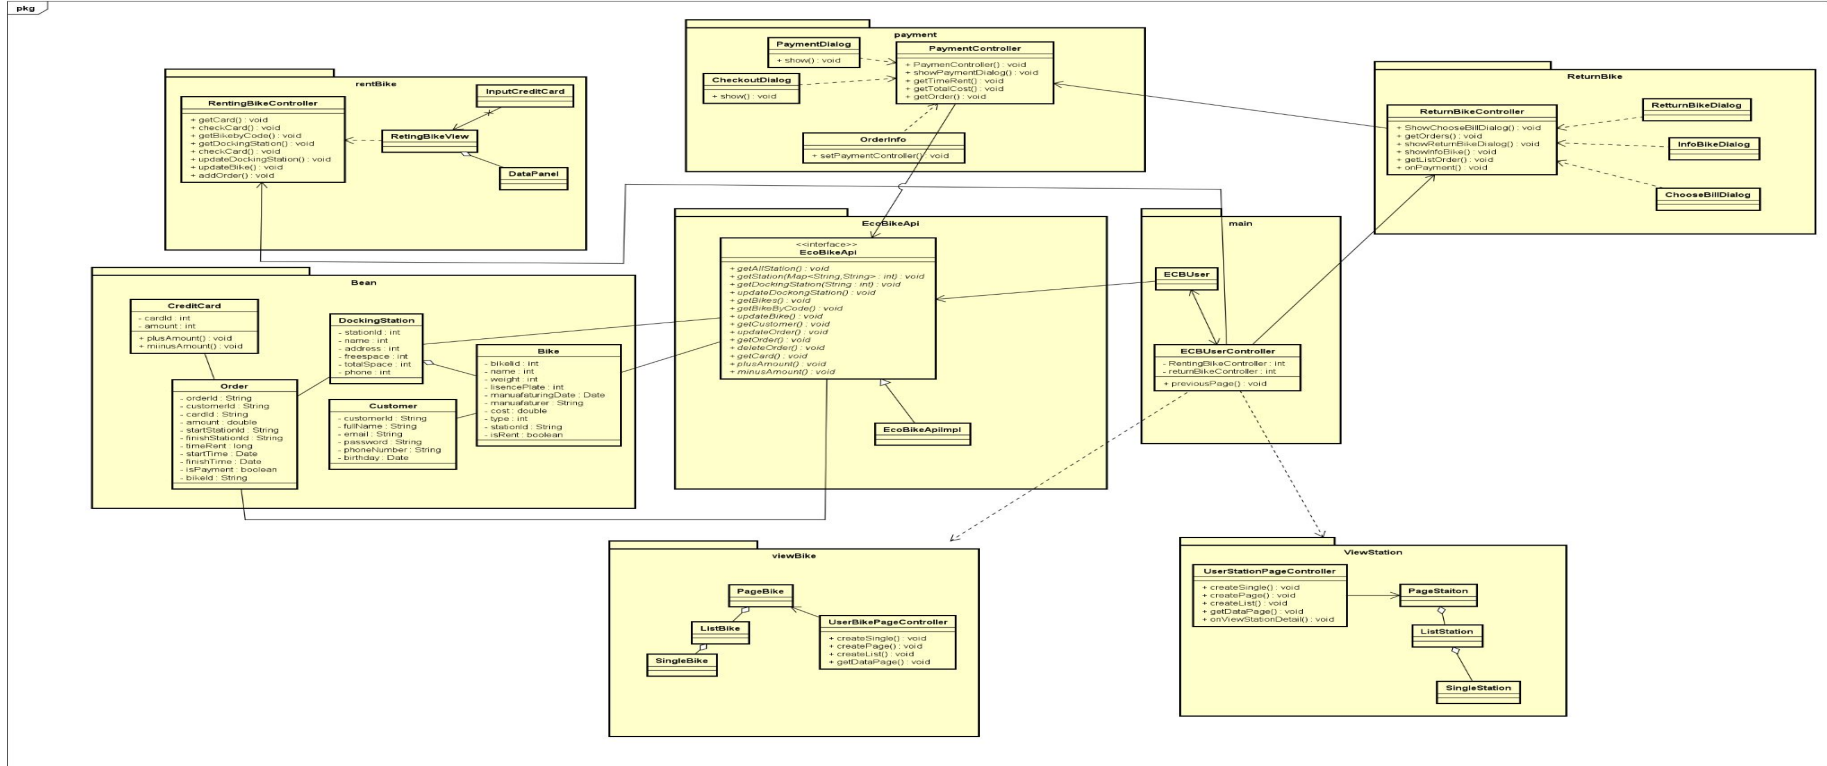 pkg
rentBike
RentingBikeController
+ getCard() : void
+ checkCard() : void
+ getBikebyCode() : void
+ getDockingStation() : void
+ checkCard() : void
+ updateDockingStation() : void
+ updateBike() : void
+ addOrder() : void
InputCreditCard
RetingBikeView
DataPanel
payment
PaymentDialog
+ show() : void
CheckoutDialog
+ show() : void
PaymentController
+ PaymenController() : void
+ showPaymentDialog() : void
+ getTimeRent() : void
+ getTotalCost() : void
+ getOrder() : void
OrderInfo
+ setPaymentController() : void
ReturnBike
ReturnBikeController
+ ShowChooseBillDialog() : void
+ getOrders() : void
+ showReturnBikeDialog() : void
+ showInfoBike() : void
+ getListOrder() : void
+ onPayment() : void
RetturnBikeDialog
InfoBikeDialog
ChooseBillDialog
Bean
CreditCard
- cardId : int
- amount : int
+ plusAmount() : void
+ miinusAmount() : void
DockingStation
- stationId : int
- name : int
- address : int
- freespace : int
- totalSpace : int
- phone : int
Bike
- bikeIid : int
- name : int
- weight : int
- lisencePlate : int
- manuafaturingDate : Date
- manuafaturer : String
- cost : double
- type : int
- stationId : String
- isRent : boolean
Order
- orderId : String
- customerId : String
- cardId : String
- amount : double
- startStationId : String
- finishStationId : String
- timeRent : long
- startTime : Date
- finishTime : Date
- isPayment : boolean
- bikeId : String
Customer
- customerId : String
- fullName : String
- email : String
- password : String
- phoneNumber : String
- birthday : Date
EcoBikeApi
<<interface>>
EcoBikeApi
+ getAllStation() : void
+ getStation(Map<String,String> : int) : void
+ getDockingStation(String : int) : void
+ updateDockongStation() : void
+ getBikes() : void
+ getBikeByCode() : void
+ updateBike() : void
+ getCustomer() : void
+ updateOrder() : void
+ getOrder() : void
+ deleteOrder() : void
+ getCard() : void
+ plusAmount() : void
+ minusAmount() : void
EcoBikeApiImpl
main
ECBUser
ECBUserController
- RentingBikeController : int
- returnBikeController : int
+ previousPage() : void
viewBike
PageBike
ListBike
SingleBike
UserBikePageController
+ createSingle() : void
+ createPage() : void
+ createList() : void
+ getDataPage() : void
ViewStation
UserStationPageController
+ createSingle() : void
+ createPage() : void
+ createList() : void
+ getDataPage() : void
+ onViewStationDetail() : void
PageStaiton
ListStation
SingleStation